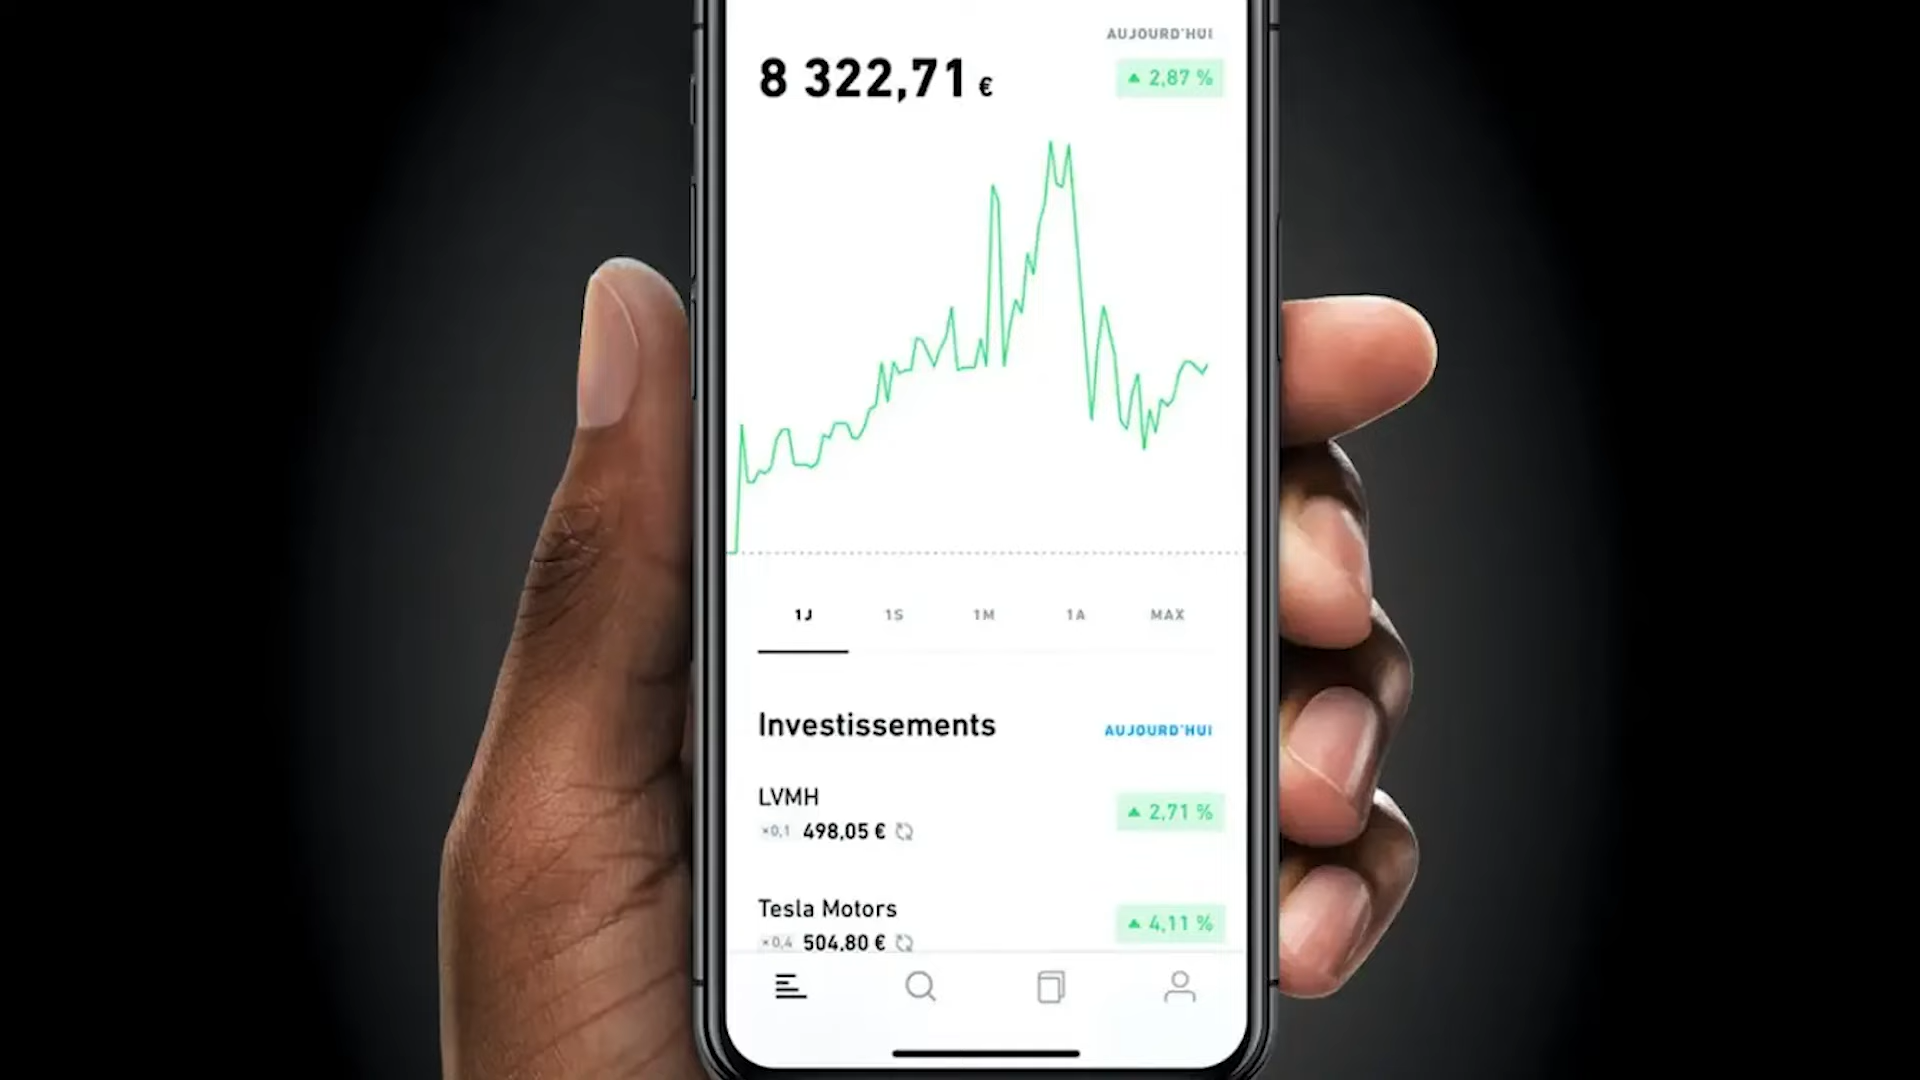 AUJOURD'HUI
8 322,71 €
▲ 2,87 %
1J 1S 1M 1A MAX
Investissements
AUJOURD'HUI
LVMH
×0,1 498,05 €
▲ 2,71 %
Tesla Motors
×0,4 504,80 €
▲ 4,11 %